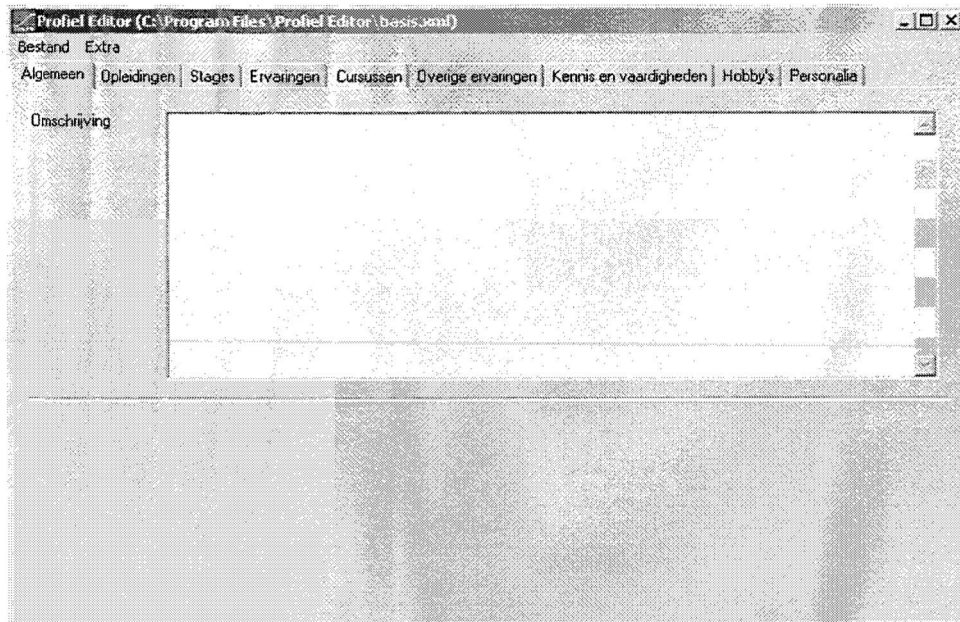 Profiel Editor (C:\Program Files\Profiel Editor\basis.xml)
Bestand Extra
Algemeen Opleidingen Stages Ervaringen Cursussen Overige ervaringen Kennis en vaardigheden Hobby's Personalia
Omschrijving